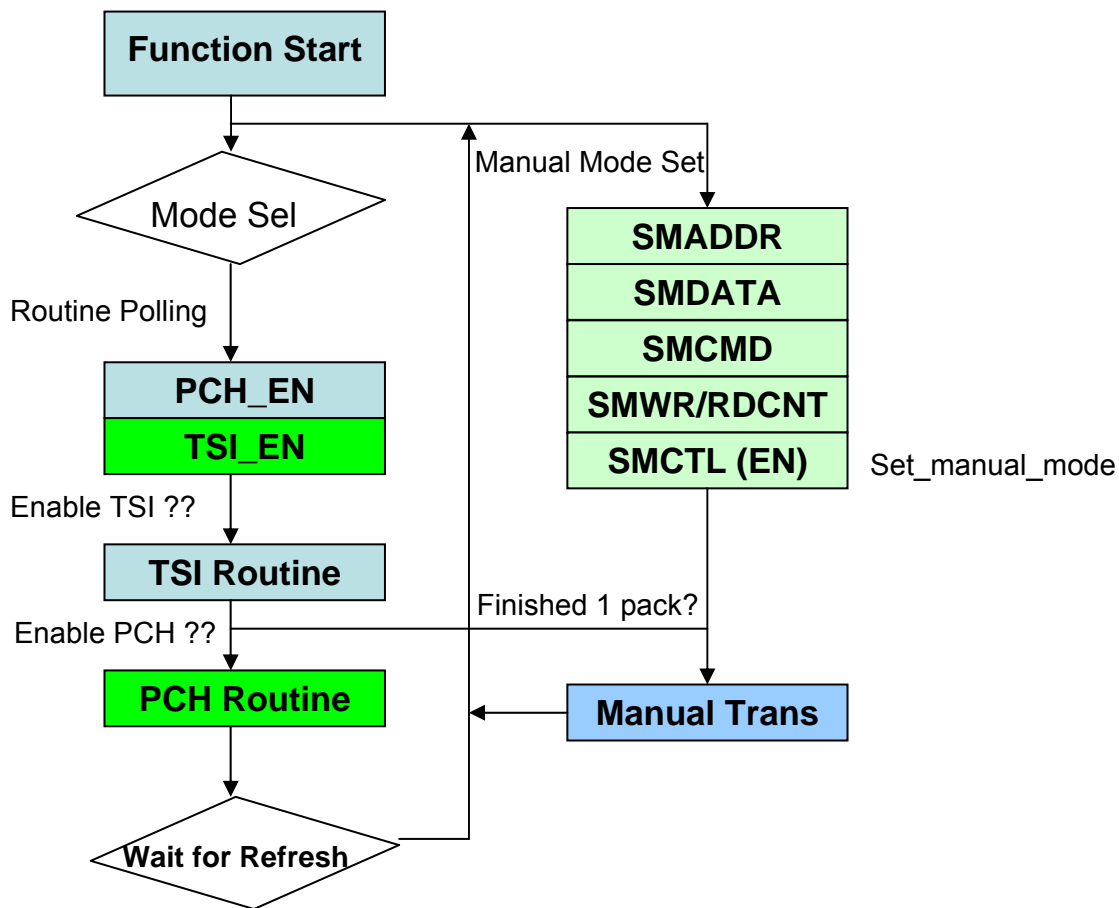 Function Start
Manual Mode Set
Mode Sel
SMADDR
SMDATA
Routine Polling
SMCMD
PCH_EN
SMWR/RDCNT
TSI_EN
SMCTL (EN)
Set_manual_mode
Enable TSI ??
TSI Routine
Finished 1 pack?
Enable PCH ??
PCH Routine
Manual Trans
Wait for Refresh